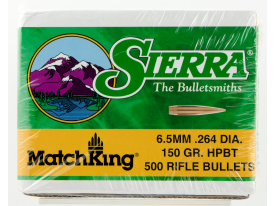 SIERRA
The Bulletsmiths
MatchKing
6.5MM .264 DIA.
150 GR. HPBT
500 RIFLE BULLETS